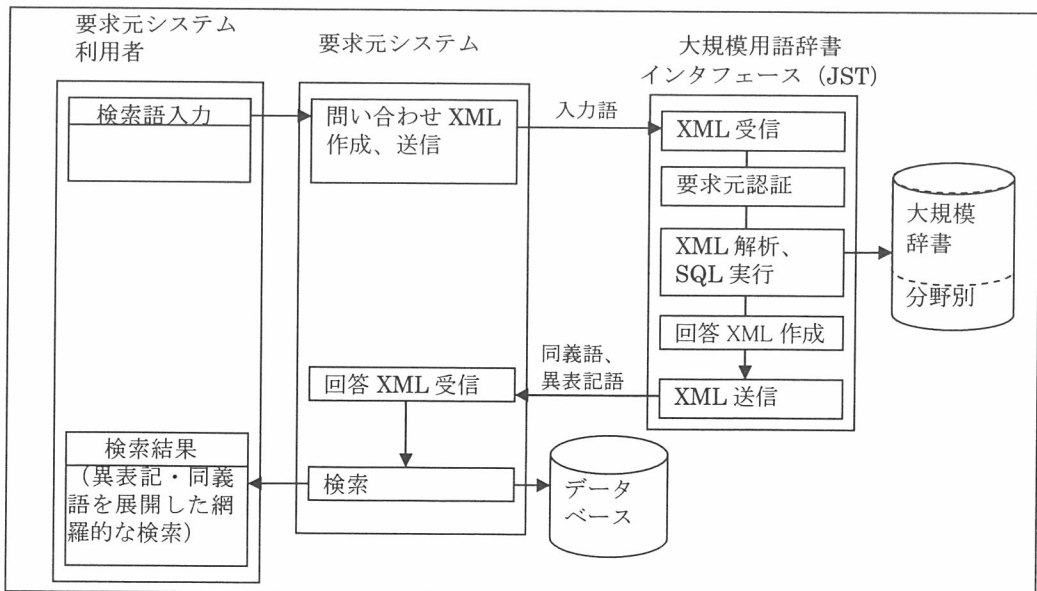 要求元システム
利用者
要求元システム
大規模用語辞書
インタフェース（JST）
検索語入力
問い合わせ XML
作成、送信
入力語
XML 受信
要求元認証
XML 解析、
SQL 実行
大規模
辞書
分野別
回答 XML 作成
同義語、
異表記語
回答 XML 受信
XML 送信
検索結果
（異表記・同義
語を展開した網
羅的な検索）
検索
データ
ベース